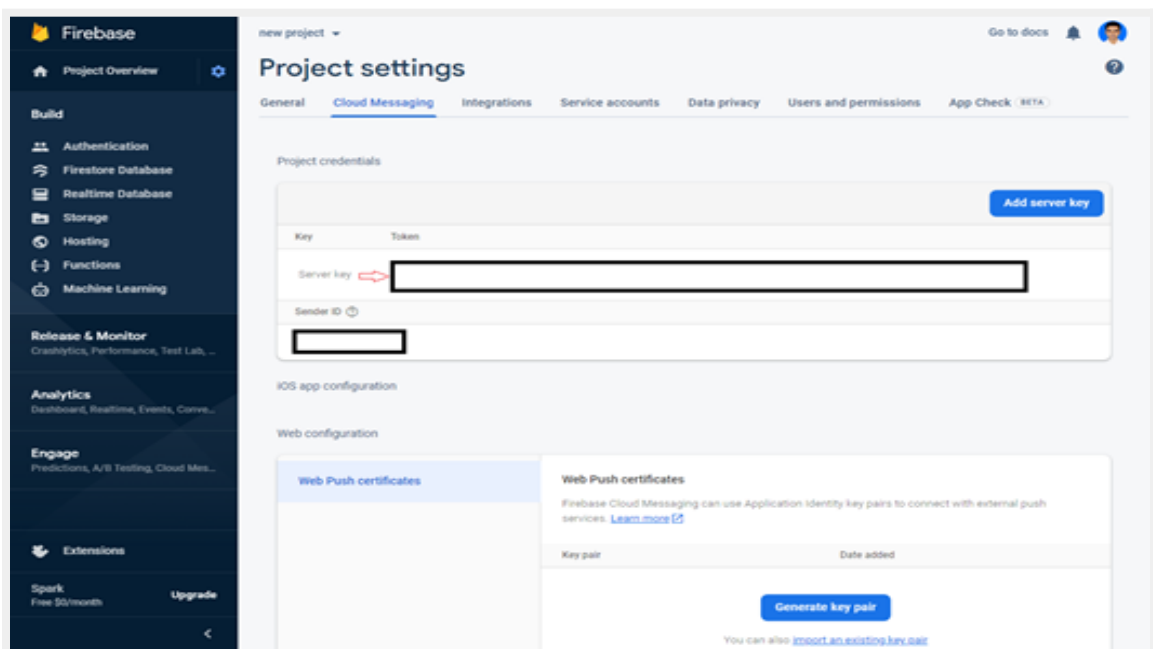 Firebase
Project Overview
Build
Authentication
Firestore Database
Realtime Database
Storage
Hosting
Functions
Machine Learning
Release & Monitor
Crashlytics, Performance, Test Lab, ...
Analytics
Dashboard, Realtime, Events, Conve...
Engage
Predictions, A/B Testing, Cloud Mes...
Extensions
Spark
Free $0/month
Upgrade
new project
Go to docs
Project settings
General Cloud Messaging Integrations Service accounts Data privacy Users and permissions App Check BETA
Project credentials
Add server key
Key Token
Server key
Sender ID
iOS app configuration
Web configuration
Web Push certificates
Web Push certificates
Firebase Cloud Messaging can use Application Identity key pairs to connect with external push
services. Learn more
Key pair Date added
Generate key pair
You can also import an existing key pair